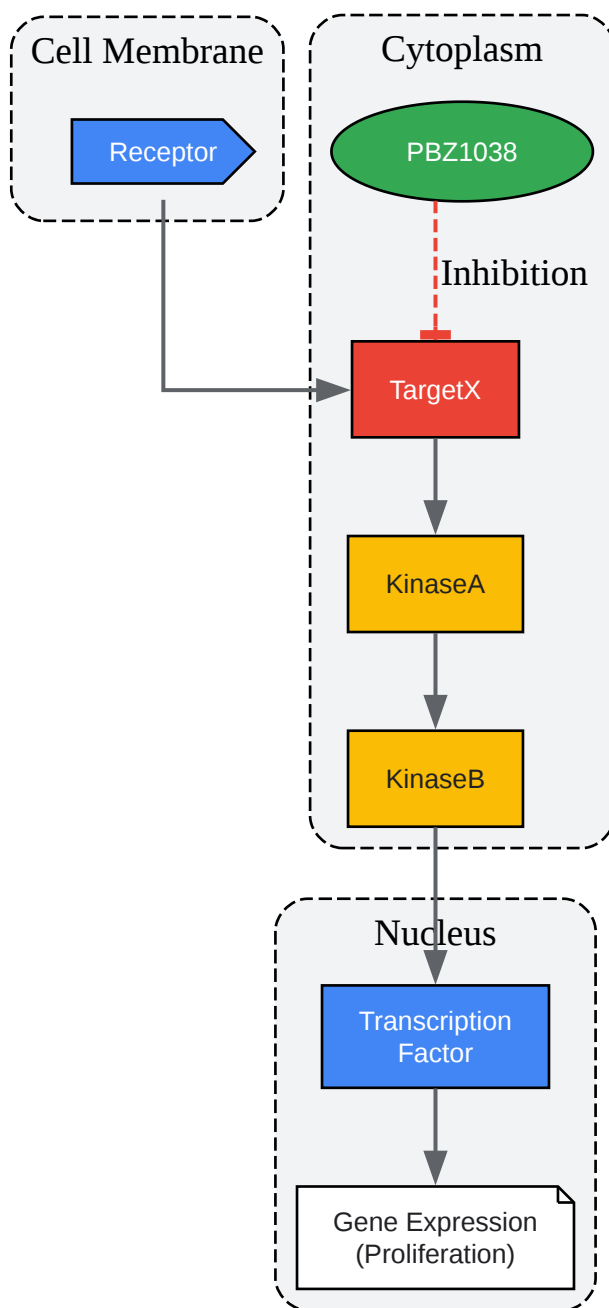 Cell Membrane
Receptor
Cytoplasm
PBZ1038
Inhibition
TargetX
KinaseA
KinaseB
Nucleus
Transcription
Factor
Gene Expression
(Proliferation)